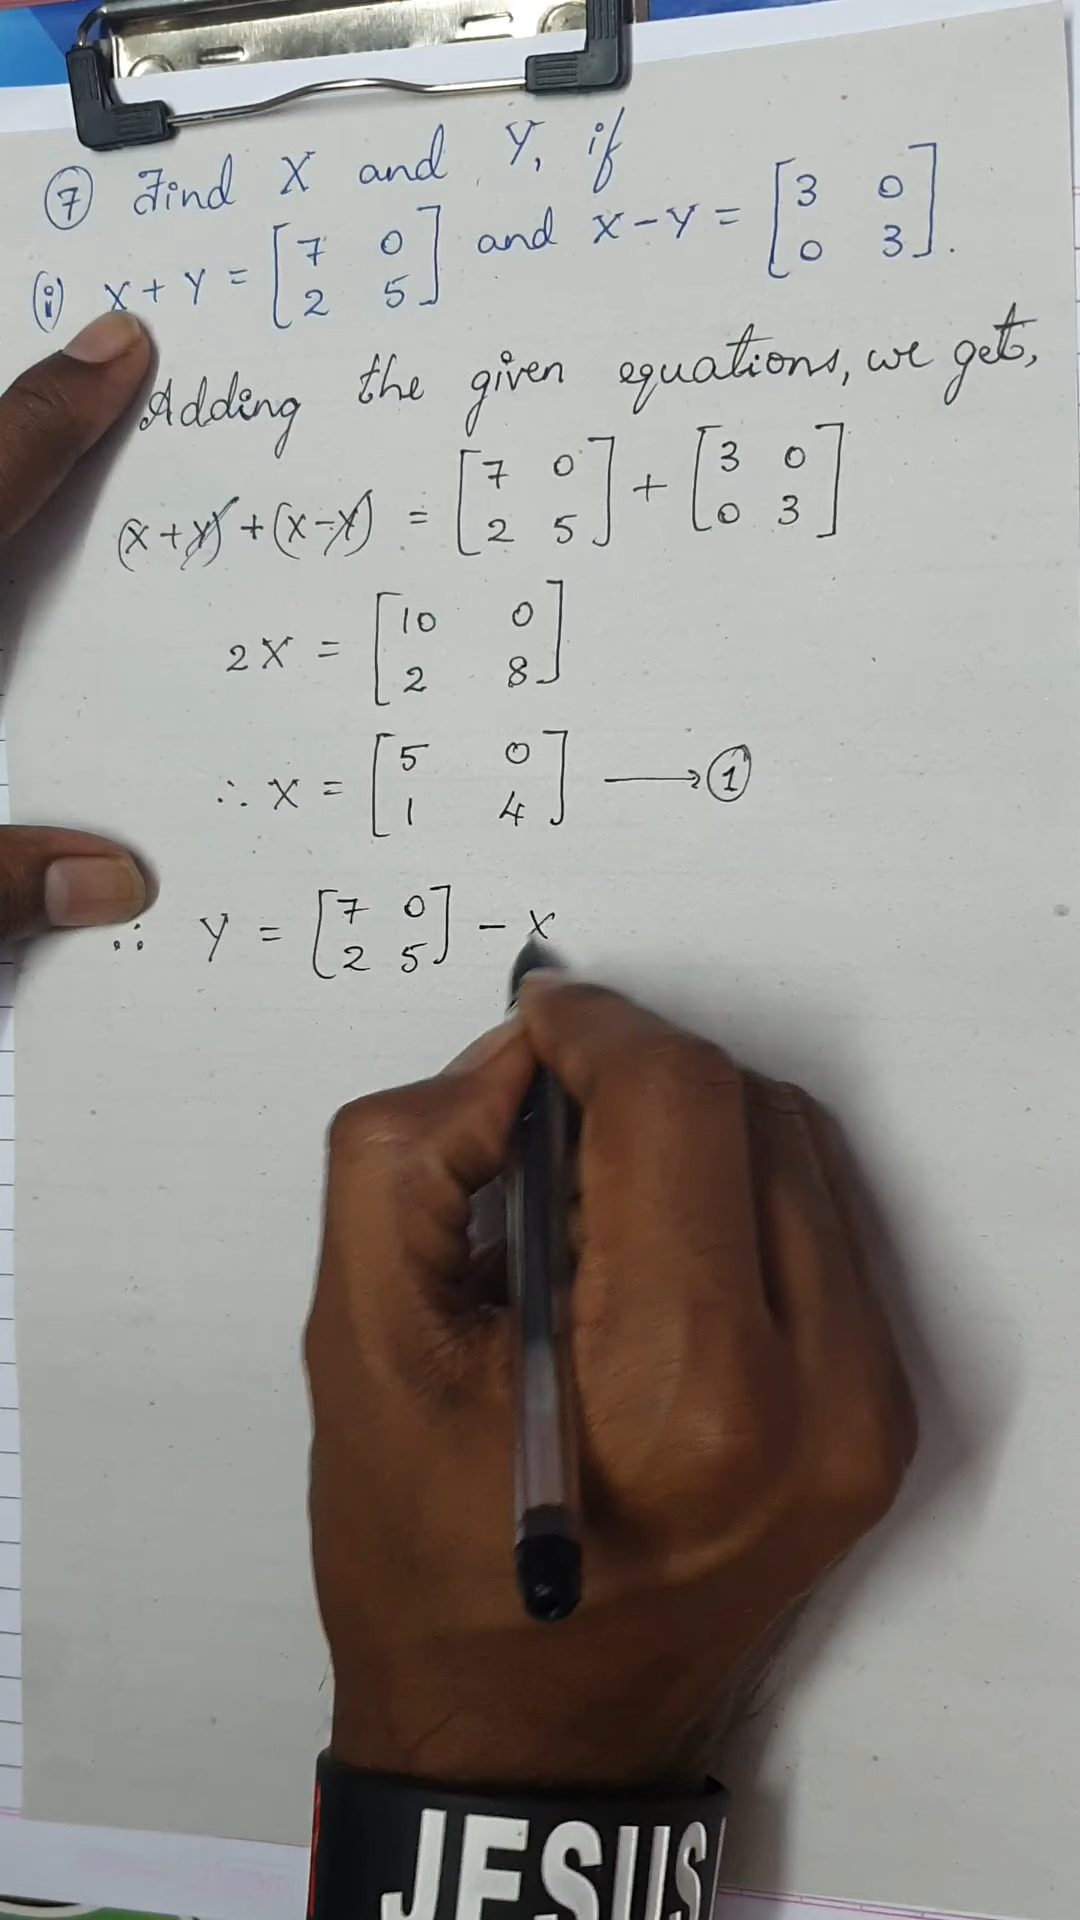 ⑦ Find X and Y, if
(i) X + Y = [7 0 2 5] and X - Y = [3 0 0 3].
Adding the given equations, we get,
(X + Y) + (X - Y) = [7 0 2 5] + [3 0 0 3]
2X = [10 0 2 8]
∴ X = [5 0 1 4] → ①
∴ Y = [7 0 2 5] - X
JESUS